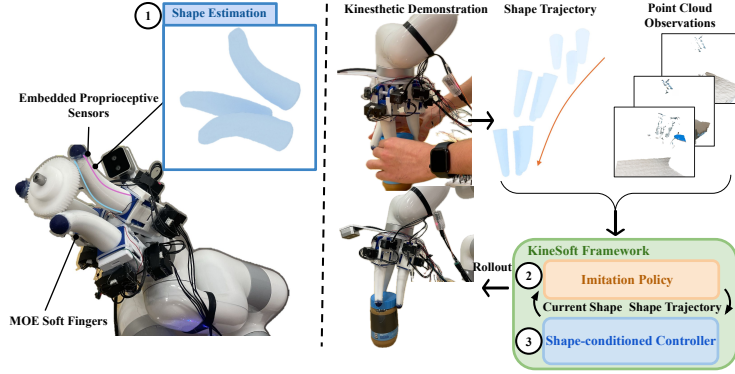 1
Shape Estimation
Embedded Proprioceptive
Sensors
MOE Soft Fingers
Kinesthetic Demonstration
Shape Trajectory
Point Cloud
Observations
Rollout
KineSoft Framework
2
Imitation Policy
Current Shape Shape Trajectory
3
Shape-conditioned Controller